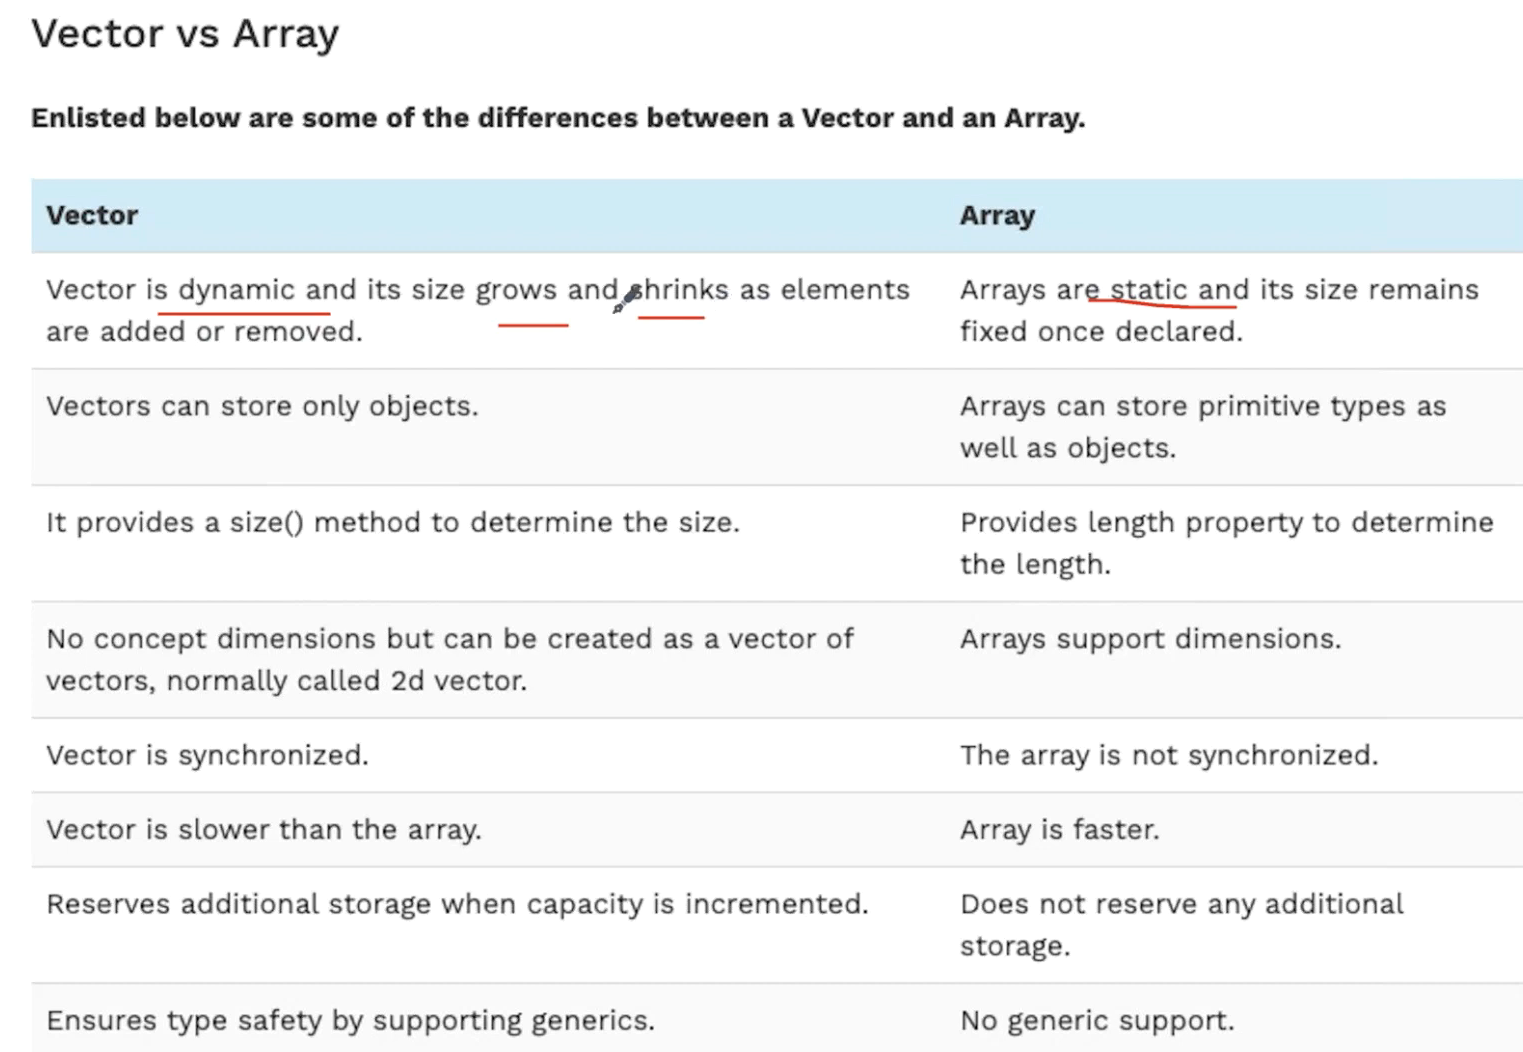 Vector vs Array
Enlisted below are some of the differences between a Vector and an Array.
Vector
Array
Vector is dynamic and its size grows and shrinks as elements
are added or removed.
Arrays are static and its size remains
fixed once declared.
Vectors can store only objects.
Arrays can store primitive types as
well as objects.
It provides a size() method to determine the size.
Provides length property to determine
the length.
No concept dimensions but can be created as a vector of
vectors, normally called 2d vector.
Arrays support dimensions.
Vector is synchronized.
The array is not synchronized.
Vector is slower than the array.
Array is faster.
Reserves additional storage when capacity is incremented.
Does not reserve any additional
storage.
Ensures type safety by supporting generics.
No generic support.